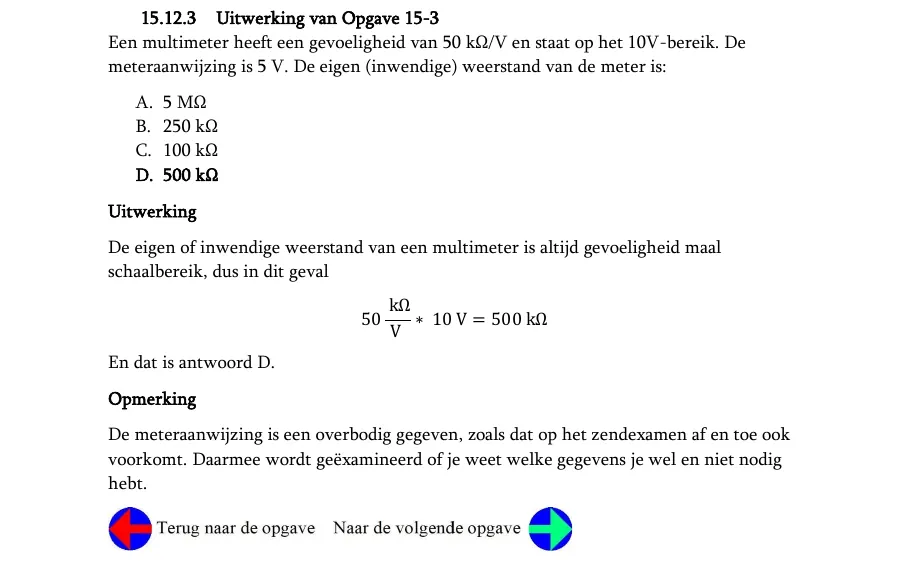 15.12.3 Uitwerking van Opgave 15-3
Een multimeter heeft een gevoeligheid van 50 kΩ/V en staat op het 10V-bereik. De
meteraanwijzing is 5 V. De eigen (inwendige) weerstand van de meter is:
A. 5 MΩ
B. 250 kΩ
C. 100 kΩ
D. 500 kΩ
Uitwerking
De eigen of inwendige weerstand van een multimeter is altijd gevoeligheid maal
schaalbereik, dus in dit geval
50 kΩ/V * 10 V = 500 kΩ
En dat is antwoord D.
Opmerking
De meteraanwijzing is een overbodig gegeven, zoals dat op het zendexamen af en toe ook
voorkomt. Daarmee wordt geëxamineerd of je weet welke gegevens je wel en niet nodig
hebt.
Terug naar de opgave Naar de volgende opgave